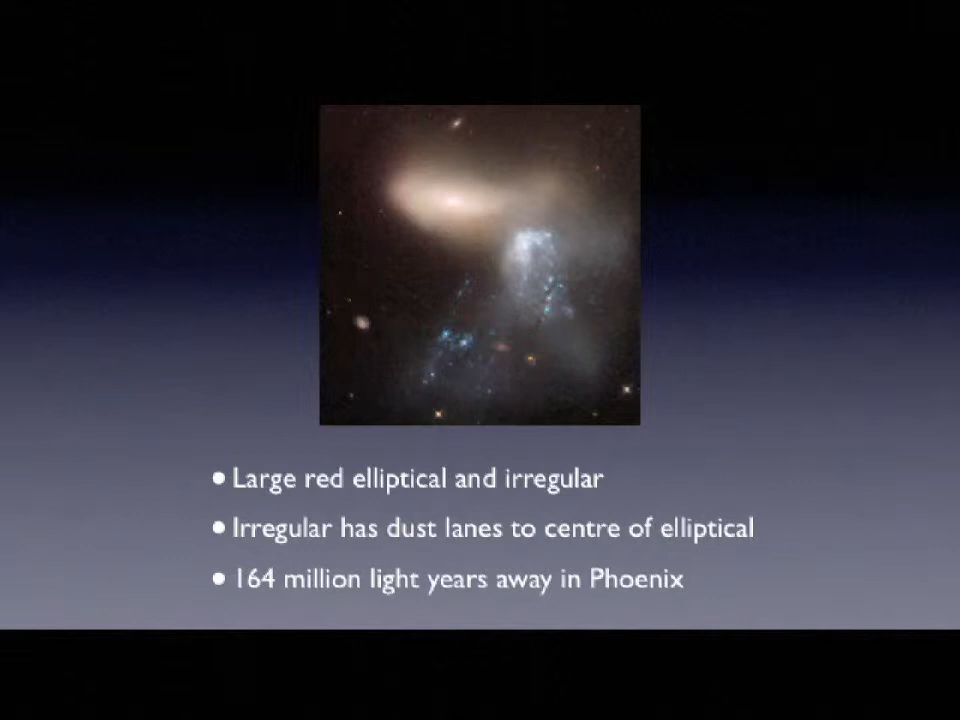 • Large red elliptical and irregular
• Irregular has dust lanes to centre of elliptical
• 164 million light years away in Phoenix